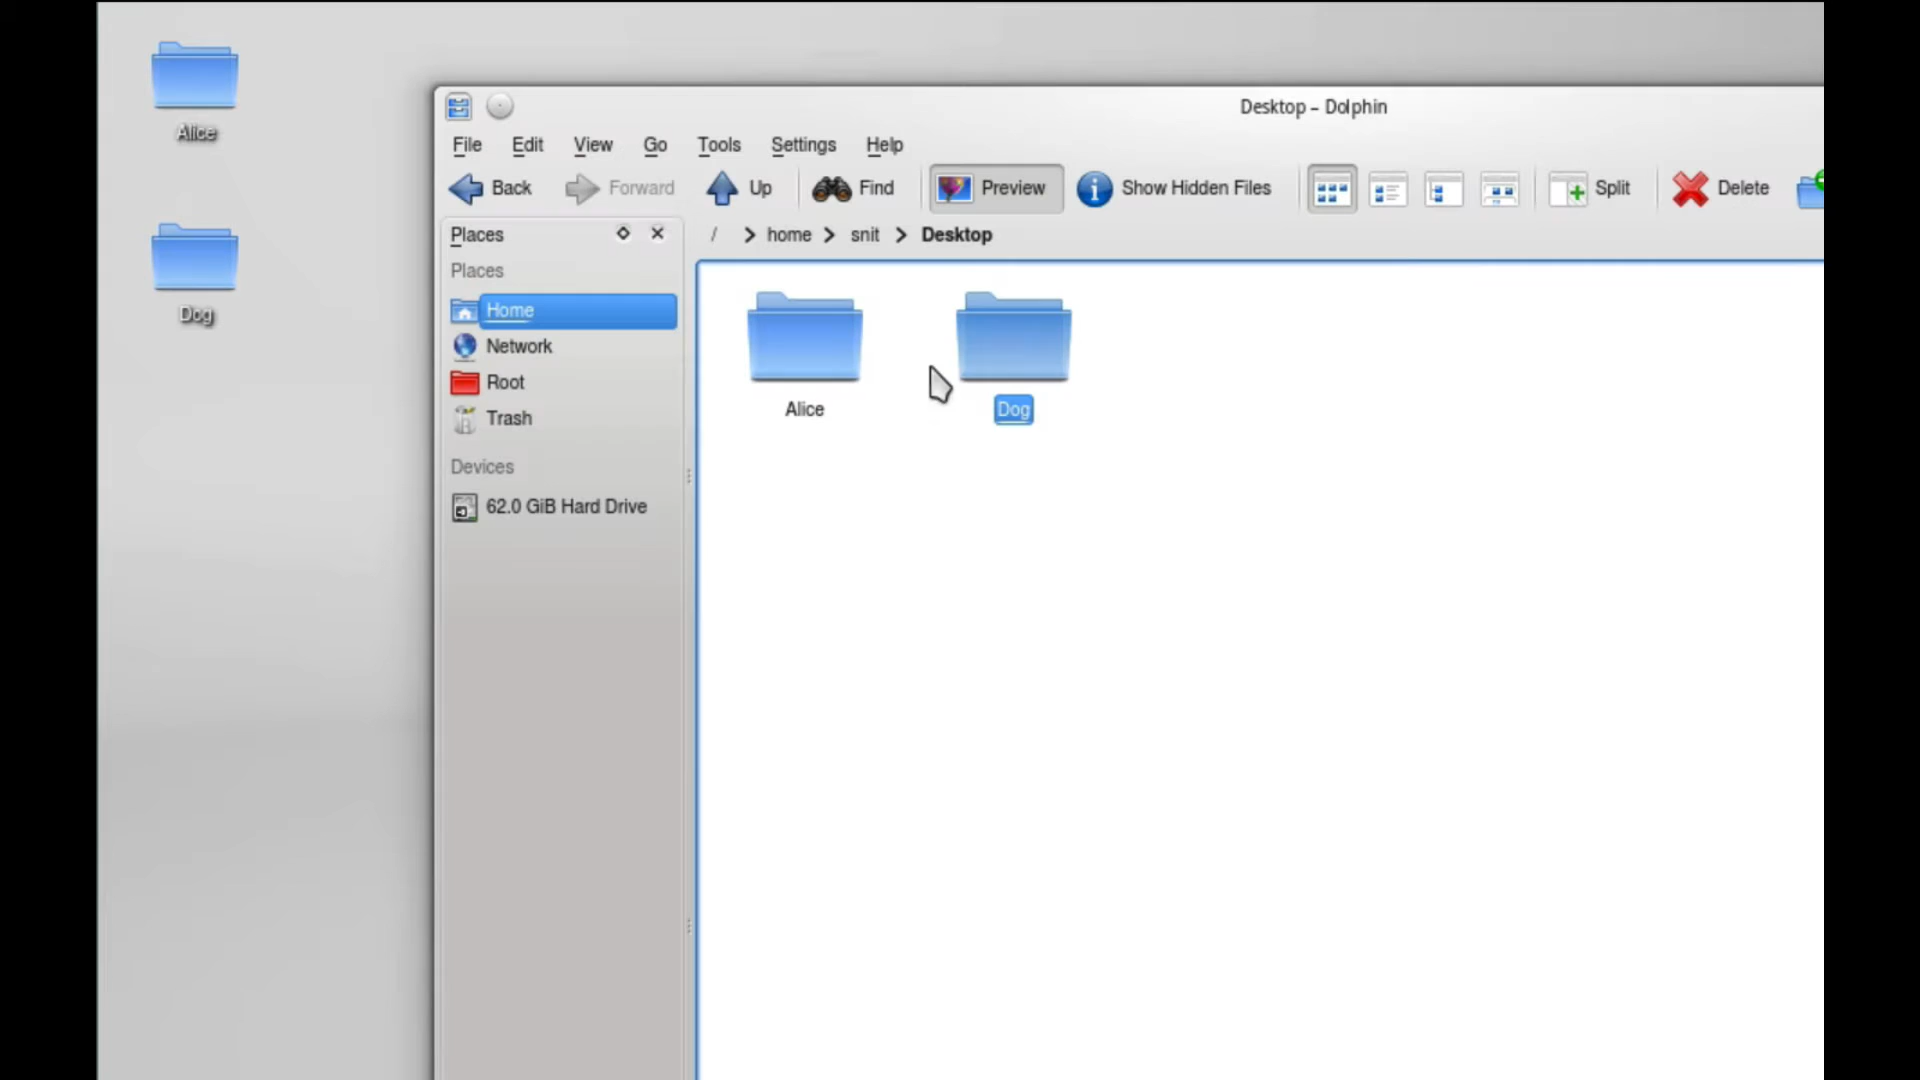 Alice
Dog
Desktop – Dolphin
File Edit View Go Tools Settings Help
Back Forward Up Find Preview Show Hidden Files Split Delete
Places
/ > home > snit > Desktop
Places
Home
Network
Root
Trash
Devices
62.0 GiB Hard Drive
Alice Dog